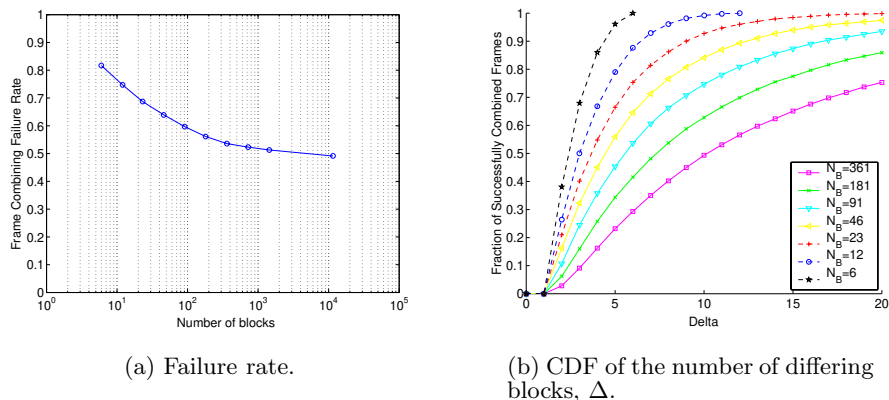 1
0.9
0.8
0.7
0.6
0.5
0.4
0.3
0.2
0.1
0
Frame Combining Failure Rate
10^0 10^1 10^2 10^3 10^4 10^5
Number of blocks
(a) Failure rate.
1
0.9
0.8
0.7
0.6
0.5
0.4
0.3
0.2
0.1
0
Fraction of Successfully Combined Frames
N_B=361
N_B=181
N_B=91
N_B=46
N_B=23
N_B=12
N_B=6
0 5 10 15 20
Delta
(b) CDF of the number of differing
blocks, Δ.